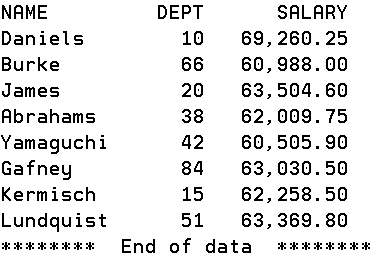 NAME DEPT SALARY
Daniels 10 69,260.25
Burke 66 60,988.00
James 20 63,504.60
Abrahams 38 62,009.75
Yamaguchi 42 60,505.90
Gafney 84 63,030.50
Kermisch 15 62,258.50
Lundquist 51 63,369.80
******** End of data ********